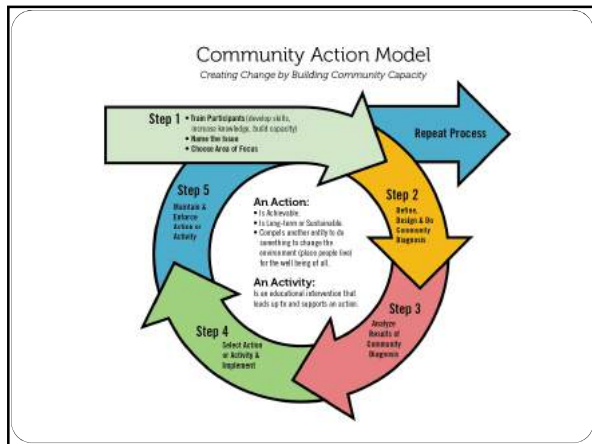 Community Action Model
Creating Change by Building Community Capacity
Step 1
• Train Participants (develop skills,
increase knowledge, build capacity)
• Name the Issue
• Choose Area of Focus
Repeat Process
Step 2
Define,
Design & Do
Community
Diagnosis
Step 3
Analyze
Results of
Community
Diagnosis
Step 4
Select Action
or Activity &
Implement
Step 5
Maintain &
Enforce
Action or
Activity
An Action:
• Is Achievable.
• Is Long-term or Sustainable.
• Compels another entity to do
something to change the
environment (place people live)
for the well being of all.
An Activity:
Is an educational intervention that
leads up to and supports an action.